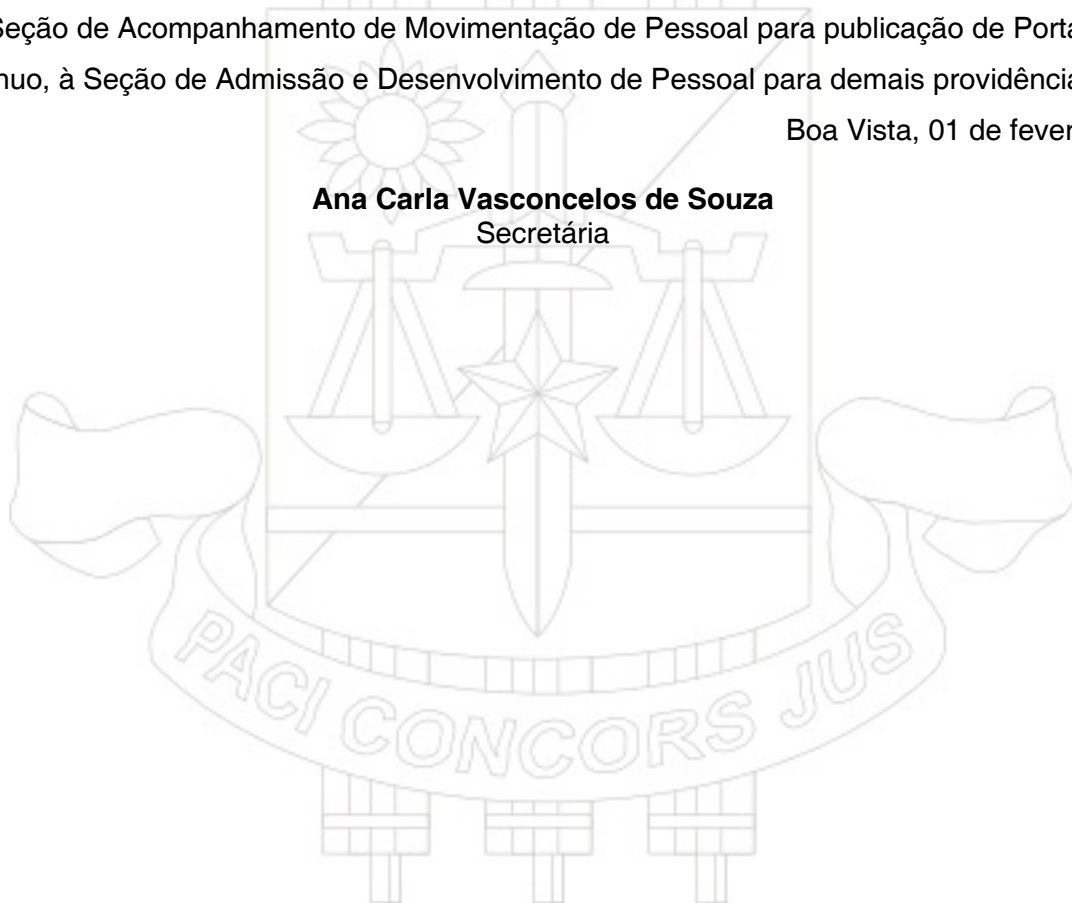 Seção de Acompanhamento de Movimentação de Pessoal para publicação de Porta
nuo, à Seção de Admissão e Desenvolvimento de Pessoal para demais providência
Boa Vista, 01 de fever
Ana Carla Vasconcelos de Souza
Secretária
PACI CONCORS JUS